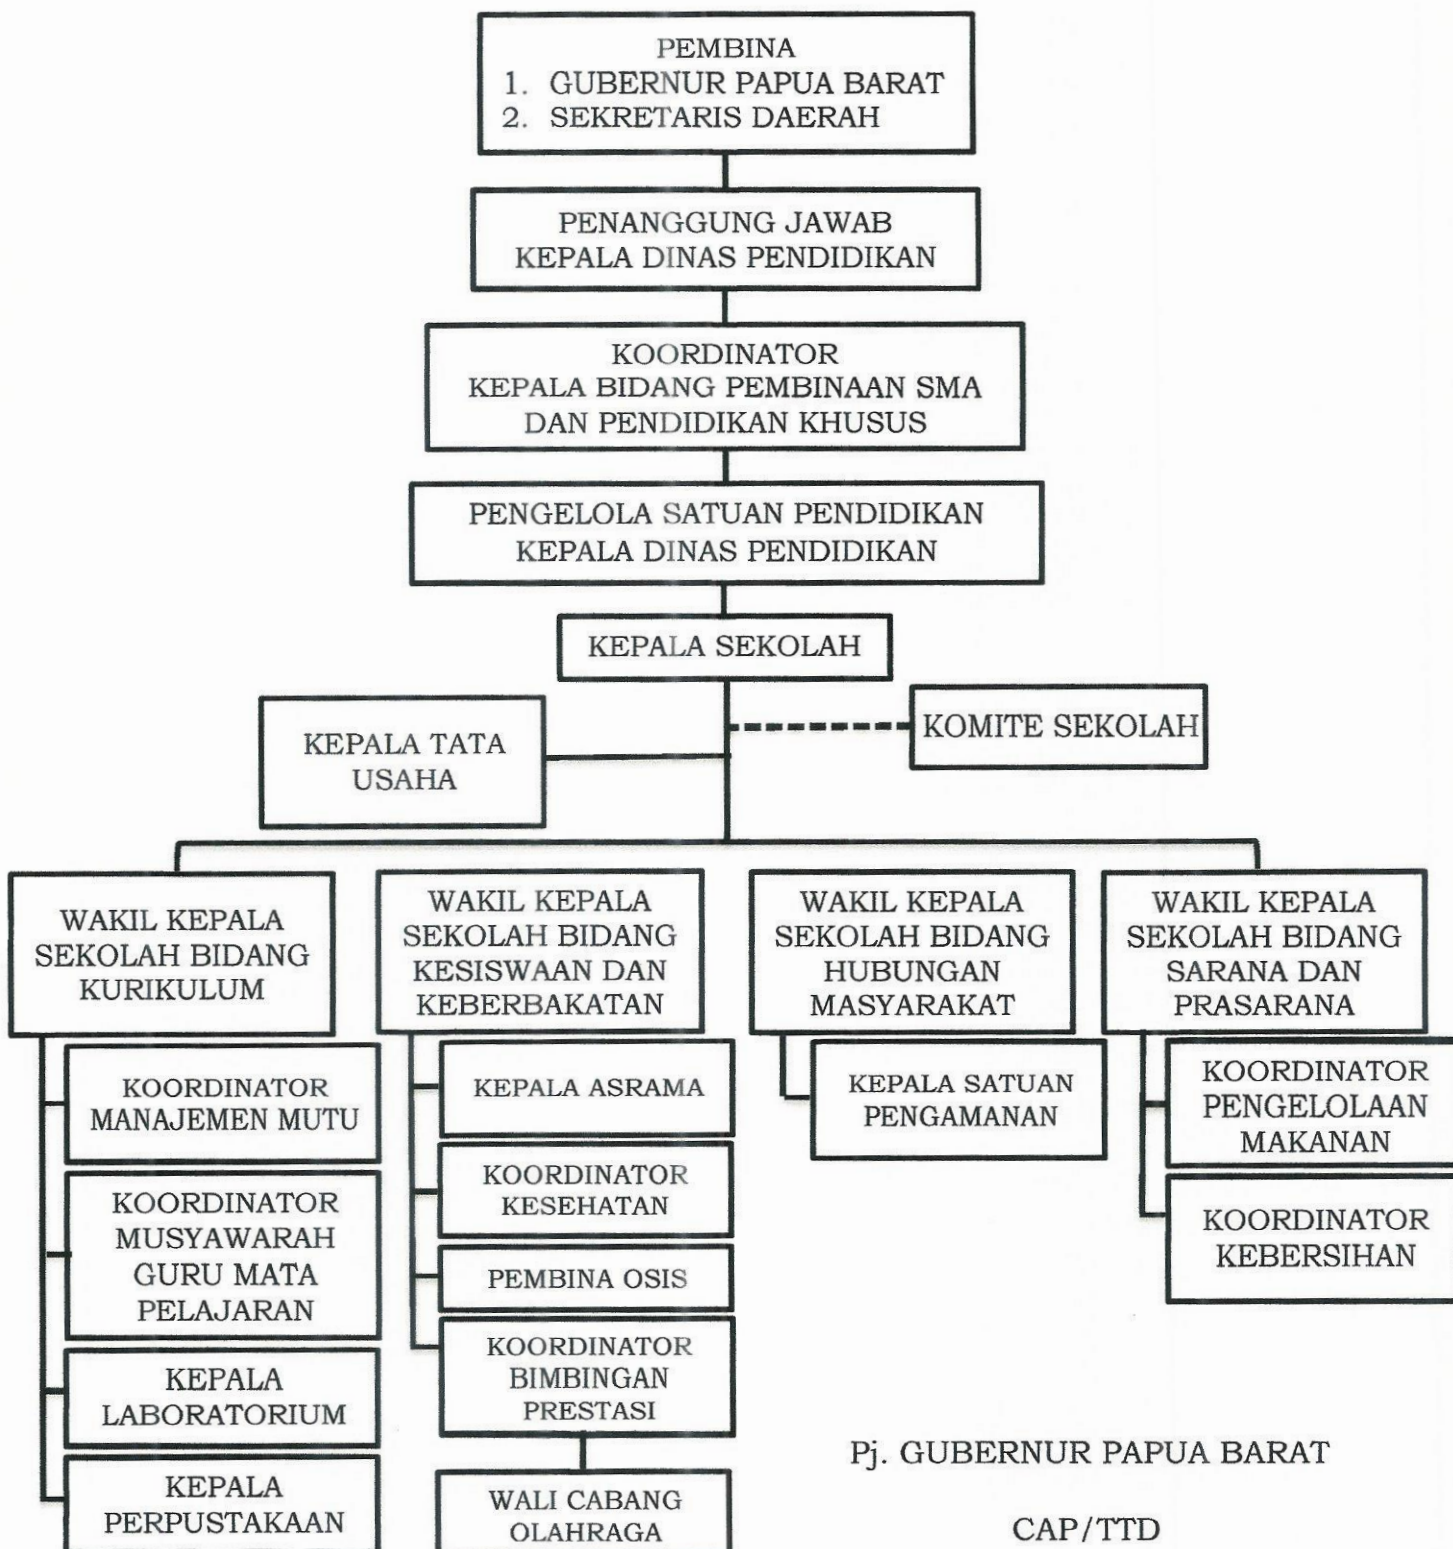 PEMBINA
1. GUBERNUR PAPUA BARAT
2. SEKRETARIS DAERAH
PENANGGUNG JAWAB
KEPALA DINAS PENDIDIKAN
KOORDINATOR
KEPALA BIDANG PEMBINAAN SMA
DAN PENDIDIKAN KHUSUS
PENGELOLA SATUAN PENDIDIKAN
KEPALA DINAS PENDIDIKAN
KEPALA SEKOLAH
KEPALA TATA
USAHA
KOMITE SEKOLAH
WAKIL KEPALA
SEKOLAH BIDANG
KURIKULUM
KOORDINATOR
MANAJEMEN MUTU
KOORDINATOR
MUSYAWARAH
GURU MATA
PELAJARAN
KEPALA
LABORATORIUM
KEPALA
PERPUSTAKAAN
WAKIL KEPALA
SEKOLAH BIDANG
KESISWAAN DAN
KEBERBAKATAN
KEPALA ASRAMA
KOORDINATOR
KESEHATAN
PEMBINA OSIS
KOORDINATOR
BIMBINGAN
PRESTASI
WALI CABANG
OLAHRAGA
WAKIL KEPALA
SEKOLAH BIDANG
HUBUNGAN
MASYARAKAT
KEPALA SATUAN
PENGAMANAN
WAKIL KEPALA
SEKOLAH BIDANG
SARANA DAN
PRASARANA
KOORDINATOR
PENGELOLAAN
MAKANAN
KOORDINATOR
KEBERSIHAN
Pj. GUBERNUR PAPUA BARAT
CAP/TTD